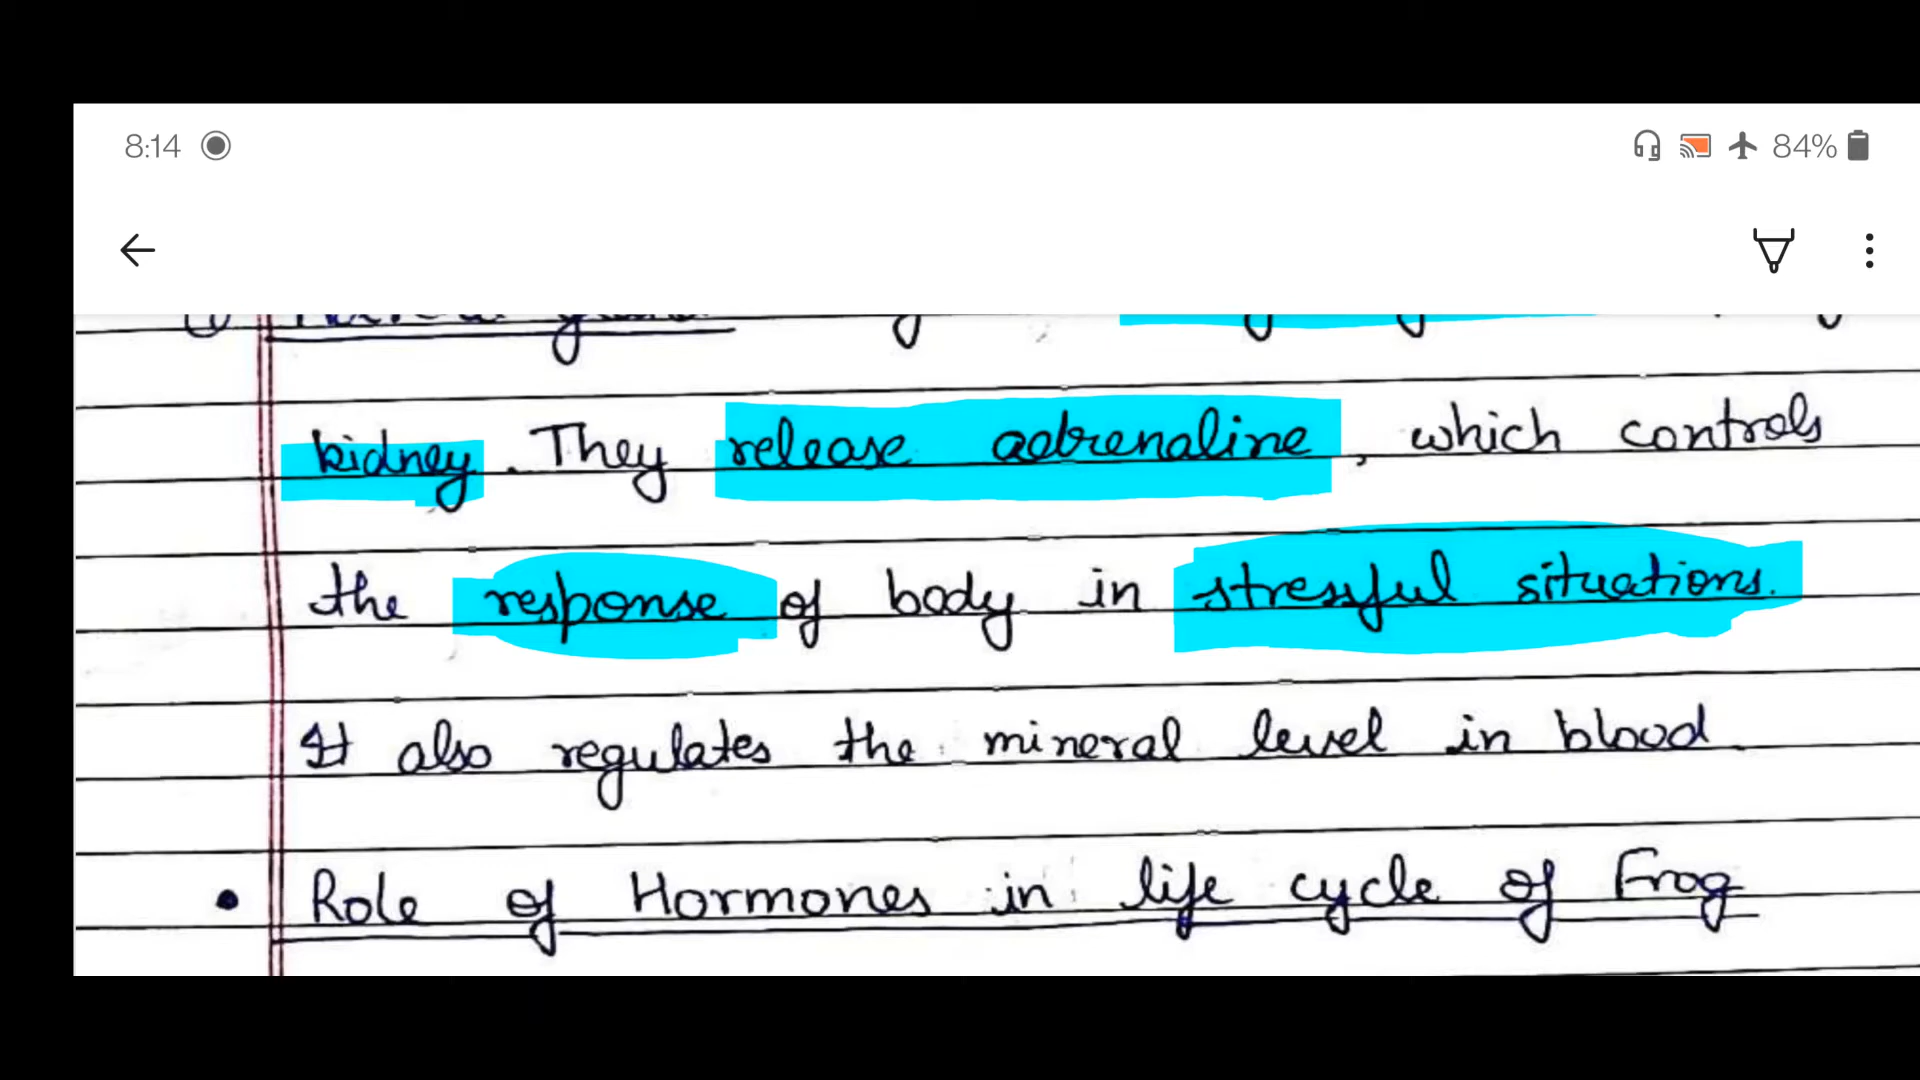 8:14 84%
kidney. They release adrenaline, which controls
the response of body in stressful situations.
It also regulates the mineral level in blood.
• Role of Hormones in life cycle of Frog